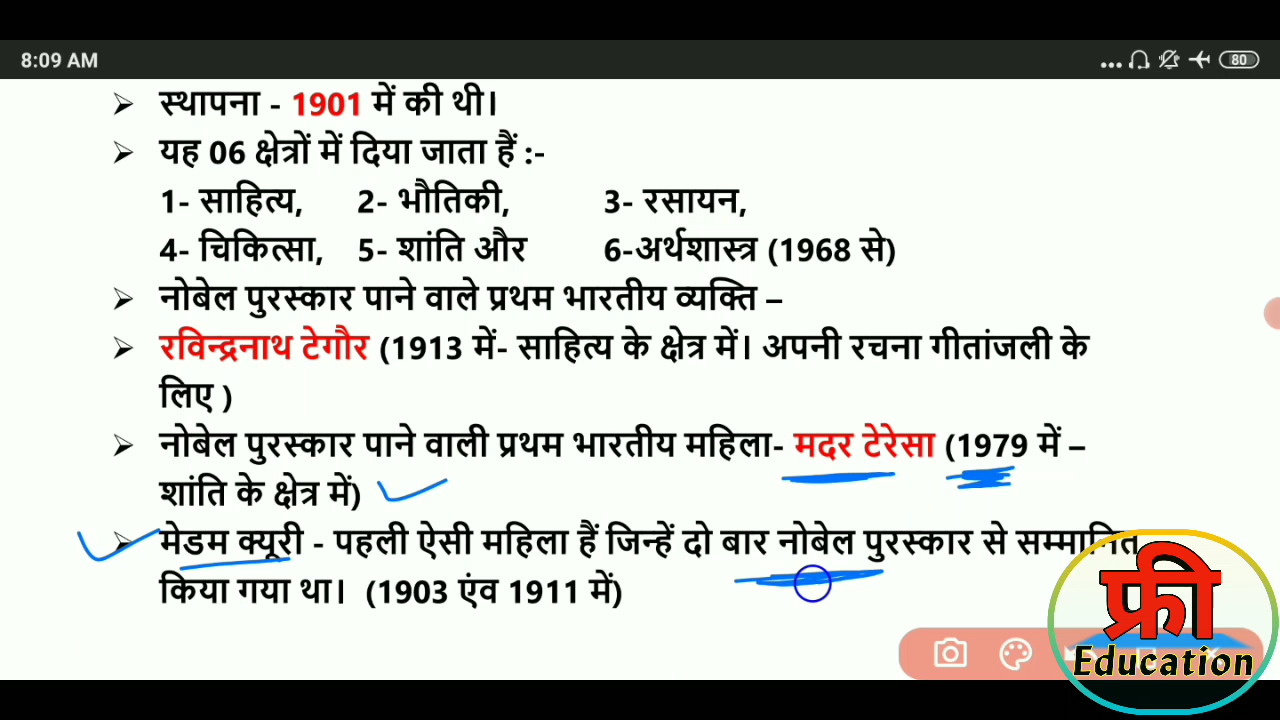 8:09 AM
80
स्थापना - 1901 में की थी।
यह 06 क्षेत्रों में दिया जाता हैं :-
1- साहित्य, 2- भौतिकी, 3- रसायन,
4- चिकित्सा, 5- शांति और 6-अर्थशास्त्र (1968 से)
नोबेल पुरस्कार पाने वाले प्रथम भारतीय व्यक्ति –
रविन्द्रनाथ टेगौर (1913 में- साहित्य के क्षेत्र में। अपनी रचना गीतांजली के
लिए )
नोबेल पुरस्कार पाने वाली प्रथम भारतीय महिला- मदर टेरेसा (1979 में –
शांति के क्षेत्र में)
मेडम क्यूरी - पहली ऐसी महिला हैं जिन्हें दो बार नोबेल पुरस्कार से सम्मानित
किया गया था। (1903 एंव 1911 में)
फ्री
Education